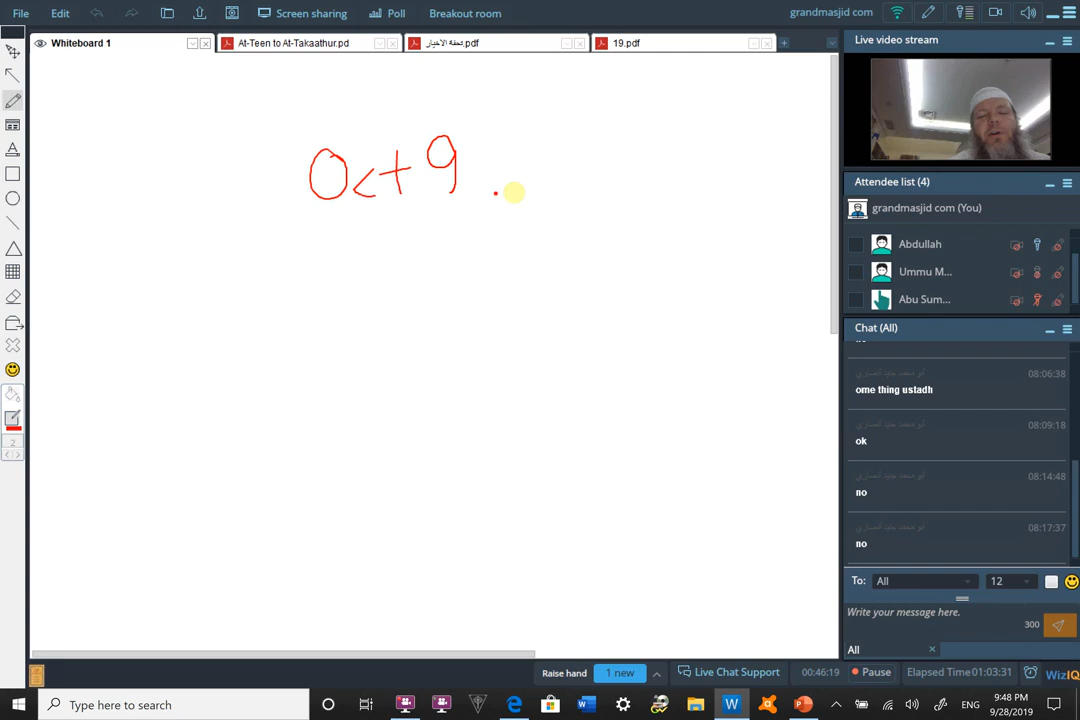 File Edit Screen sharing Poll Breakout room grandmasjid com
Whiteboard 1 At-Teen to At-Takaathur.pd تحفة الاخيار.pdf 19.pdf
Live video stream
Oct 9 .
Attendee list (4)
grandmasjid com (You)
Abdullah
Ummu M...
Abu Sum...
Chat (All)
08:06:38
ome thing ustadh
08:09:18
ok
08:14:48
no
08:17:37
no
To: All 12
Write your message here.
300
All
2
Raise hand 1 new Live Chat Support 00:46:19 Pause Elapsed Time 01:03:31 WizIQ
Type here to search ENG 9:48 PM
9/28/2019